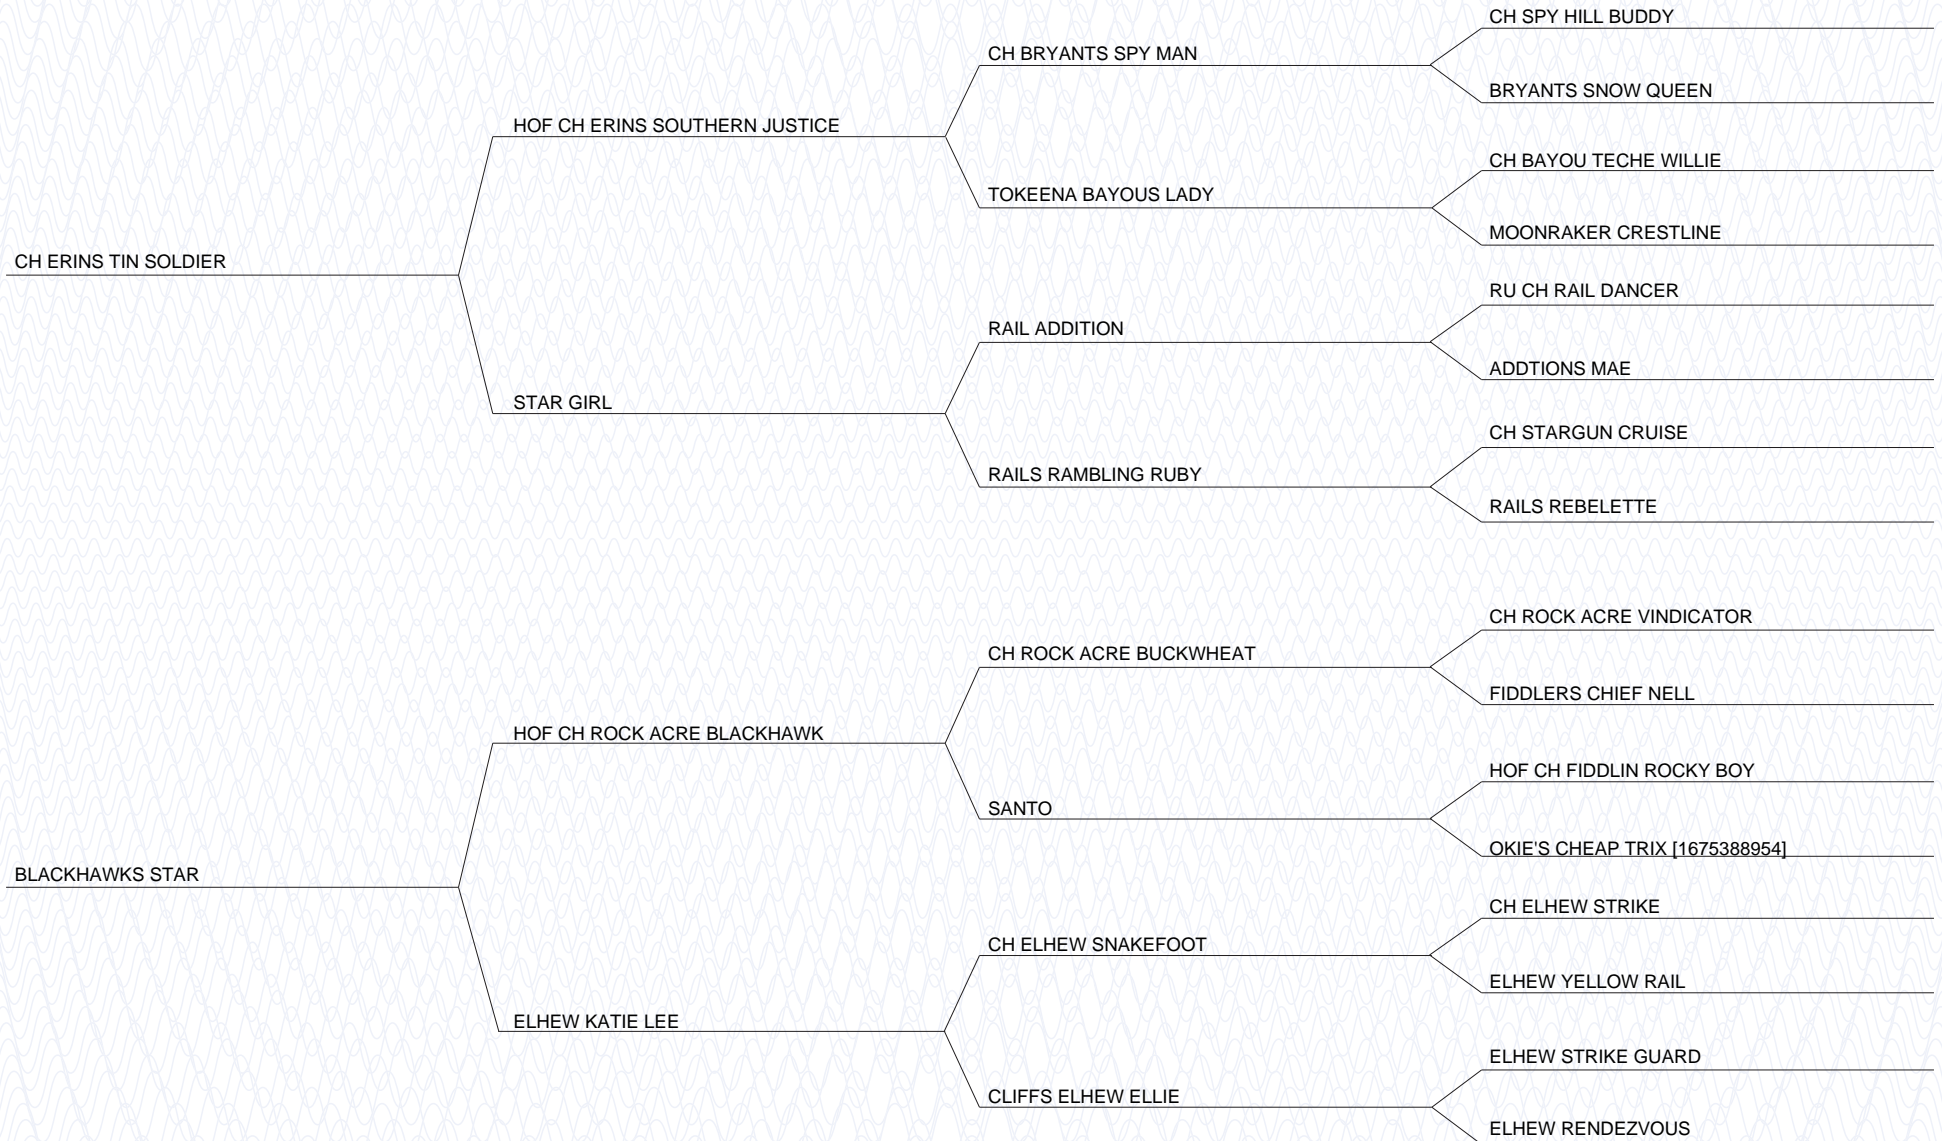 CH SPY HILL BUDDY
CH BRYANTS SPY MAN
BRYANTS SNOW QUEEN
HOF CH ERINS SOUTHERN JUSTICE
CH BAYOU TECHE WILLIE
TOKEENA BAYOUS LADY
MOONRAKER CRESTLINE
CH ERINS TIN SOLDIER
RU CH RAIL DANCER
RAIL ADDITION
ADDTIONS MAE
STAR GIRL
CH STARGUN CRUISE
RAILS RAMBLING RUBY
RAILS REBELETTE
CH ROCK ACRE VINDICATOR
CH ROCK ACRE BUCKWHEAT
FIDDLERS CHIEF NELL
HOF CH ROCK ACRE BLACKHAWK
HOF CH FIDDLIN ROCKY BOY
SANTO
OKIE'S CHEAP TRIX [1675388954]
BLACKHAWKS STAR
CH ELHEW STRIKE
CH ELHEW SNAKEFOOT
ELHEW YELLOW RAIL
ELHEW KATIE LEE
ELHEW STRIKE GUARD
CLIFFS ELHEW ELLIE
ELHEW RENDEZVOUS